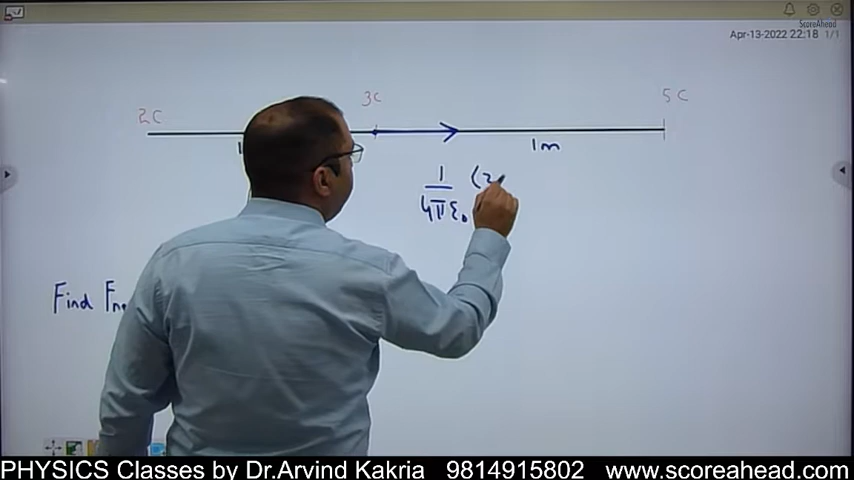 ScoreAhead
Apr-13-2022 22:18 1/1
2C 3C 5C
1m
1 (2
4πε₀
Find F
PHYSICS Classes by Dr.Arvind Kakria 9814915802 www.scoreahead.com